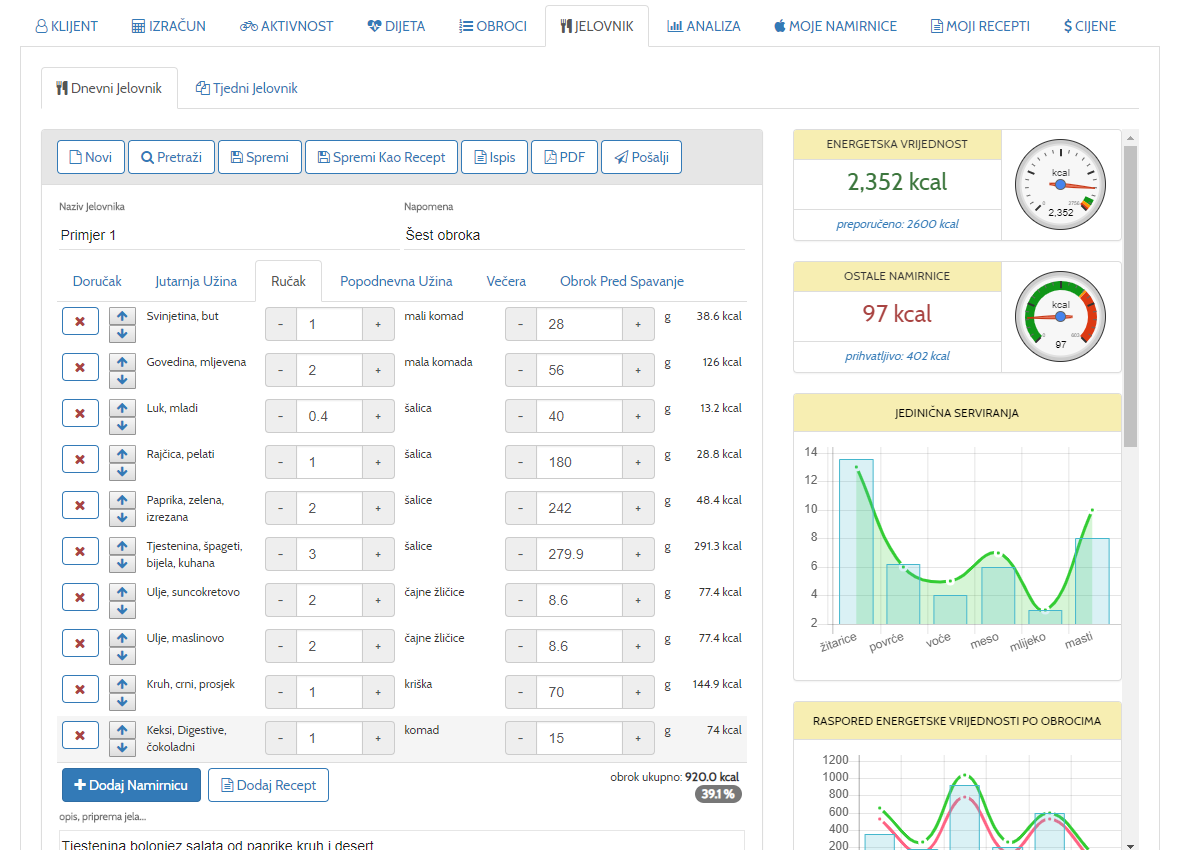 KLIJENT IZRAČUN AKTIVNOST DIJETA OBROCI JELOVNIK ANALIZA MOJE NAMIRNICE MOJI RECEPTI $ CIJENE
Dnevni Jelovnik Tjedni Jelovnik
Novi Pretraži Spremi Spremi Kao Recept Ispis PDF Pošalji
Naziv Jelovnika Napomena
Primjer 1 Šest obroka
Doručak Jutarnja Užina Ručak Popodnevna Užina Večera Obrok Pred Spavanje
Svinjetina, but - 1 + mali komad - 28 + g 38.6 kcal
Govedina, mljevena - 2 + mala komada - 56 + g 126 kcal
Luk, mladi - 0.4 + šalica - 40 + g 13.2 kcal
Rajčica, pelati - 1 + šalica - 180 + g 28.8 kcal
Paprika, zelena,
izrezana - 2 + šalice - 242 + g 48.4 kcal
Tjestenina, špageti,
bijela, kuhana - 3 + šalice - 279.9 + g 291.3 kcal
Ulje, suncokretovo - 2 + čajne žličice - 8.6 + g 77.4 kcal
Ulje, maslinovo - 2 + čajne žličice - 8.6 + g 77.4 kcal
Kruh, crni, prosjek - 1 + kriška - 70 + g 144.9 kcal
Keksi, Digestive,
čokoladni - 1 + komad - 15 + g 74 kcal
Dodaj Namirnicu Dodaj Recept obrok ukupno: 920.0 kcal
39.1 %
opis, priprema jela...
Tjestenina boloniez salata od paprike kruh i desert
ENERGETSKA VRIJEDNOST
2,352 kcal
preporučeno: 2600 kcal
kcal
2,352
OSTALE NAMIRNICE
97 kcal
prihvatljivo: 402 kcal
kcal
97
JEDINIČNA SERVIRANJA
14
12
10
8
6
4
2
žitarice povrće voće meso mlijeko masti
RASPORED ENERGETSKE VRIJEDNOSTI PO OBROCIMA
1200
1000
800
600
400
200